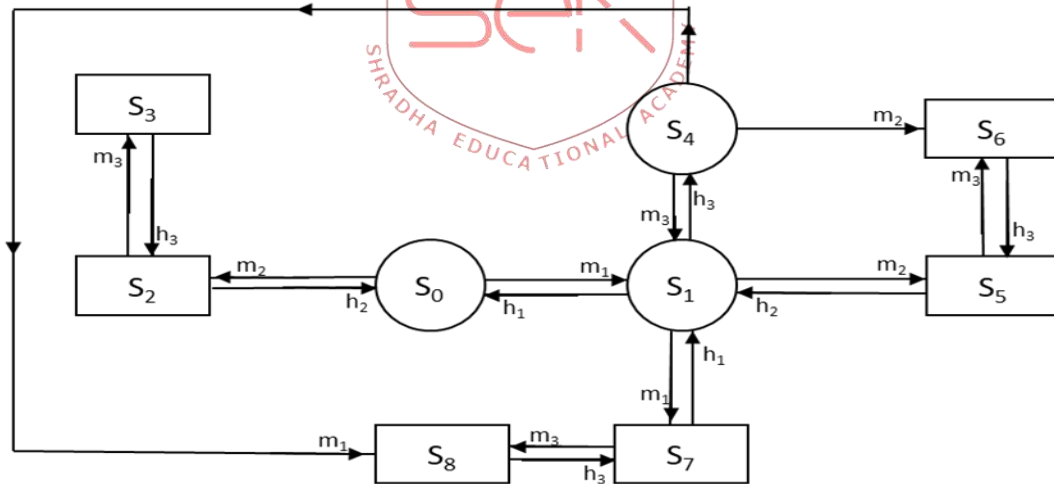 SHRADHA EDUCATIONAL ACADEMY
S₃
S₄
m₂
S₆
m₃
h₃
m₃
h₃
m₃
h₃
S₂
m₂
h₂
S₀
m₁
h₁
S₁
m₂
h₂
S₅
m₁
h₁
m₁
S₈
m₃
h₃
S₇